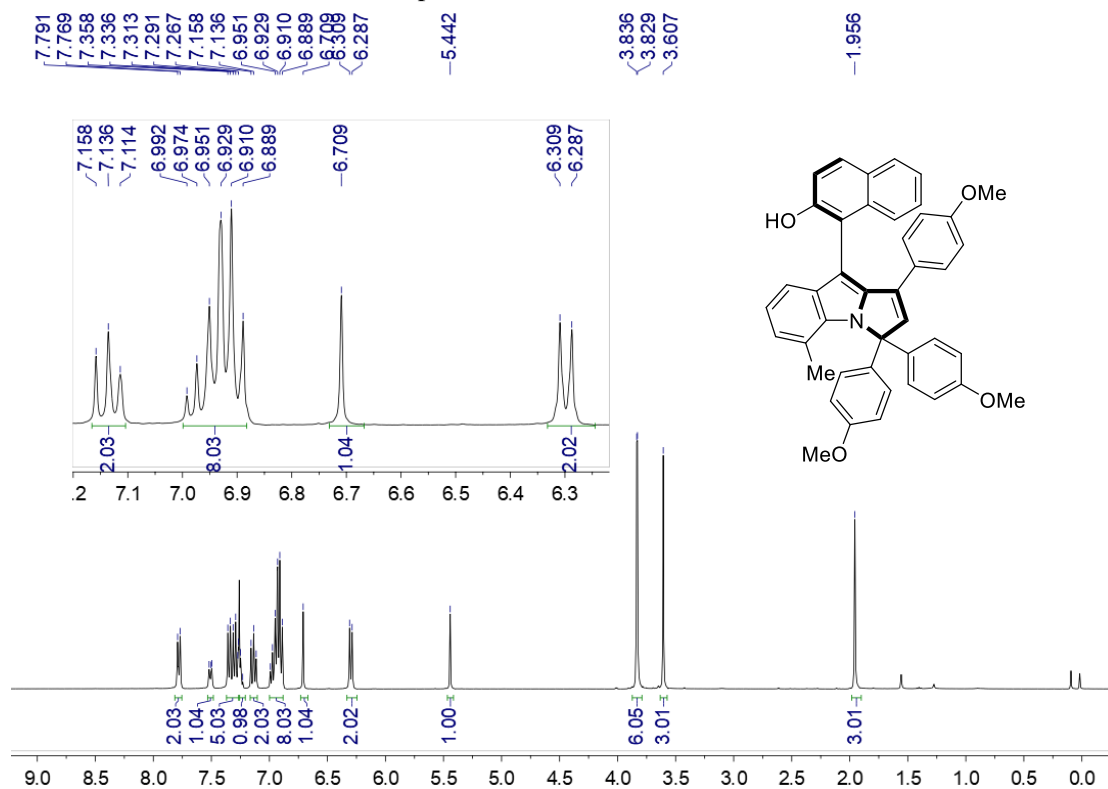 7.791 7.769 7.358 7.336 7.313 7.291 7.267 7.158 7.136 6.951 6.929 6.910 6.889 6.709 6.309 6.287 5.442 3.836 3.829 3.607 1.956
7.158 7.136 7.114 6.992 6.974 6.951 6.929 6.910 6.889 6.709 6.309 6.287
OMe
HO
N
Me
OMe
MeO
2.03 8.03 1.04 2.02
.2 7.1 7.0 6.9 6.8 6.7 6.6 6.5 6.4 6.3
2.03 1.04 5.03 0.98 2.03 8.03 1.04 2.02 1.00 6.05 3.01 3.01
9.0 8.5 8.0 7.5 7.0 6.5 6.0 5.5 5.0 4.5 4.0 3.5 3.0 2.5 2.0 1.5 1.0 0.5 0.0